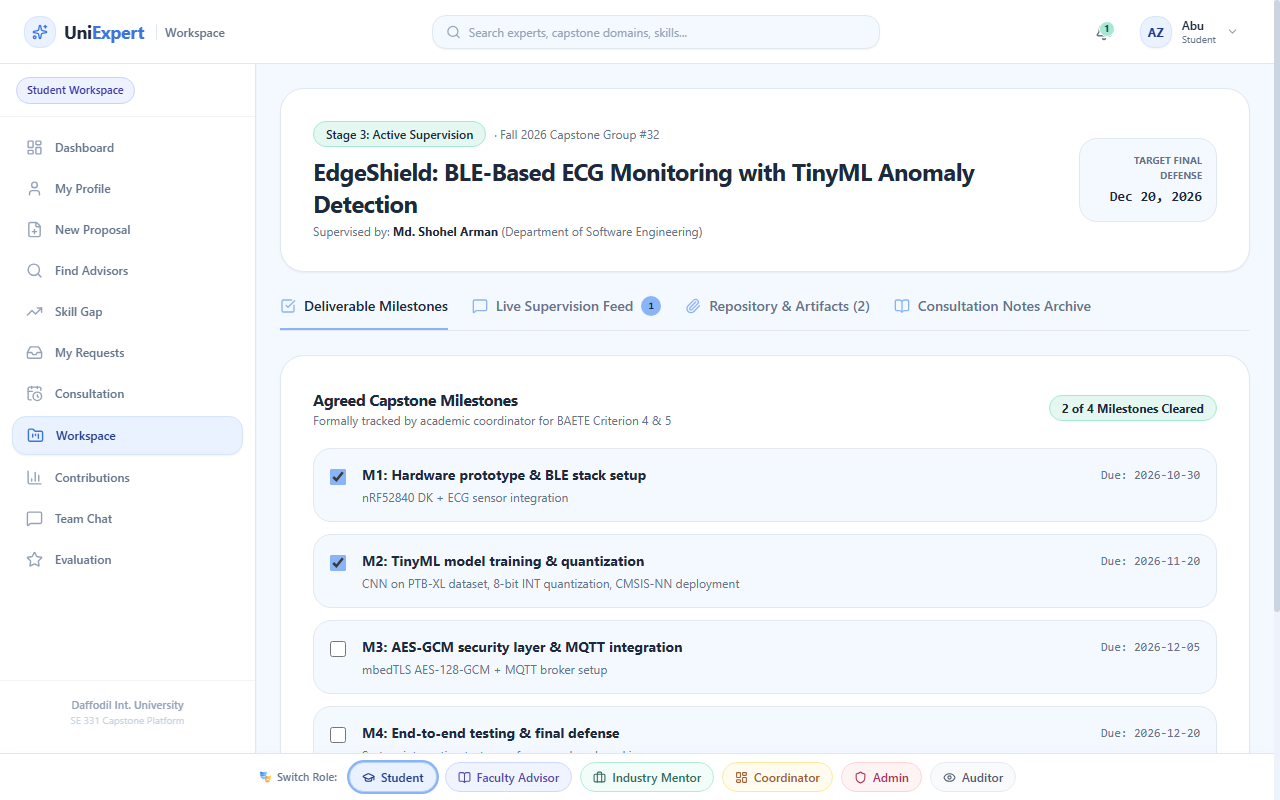 UniExpert Workspace
Search experts, capstone domains, skills...
1
AZ
Abu
Student
Student Workspace
Dashboard
My Profile
New Proposal
Find Advisors
Skill Gap
My Requests
Consultation
Workspace
Contributions
Team Chat
Evaluation
Daffodil Int. University
SE 331 Capstone Platform
Stage 3: Active Supervision · Fall 2026 Capstone Group #32
EdgeShield: BLE-Based ECG Monitoring with TinyML Anomaly
Detection
Supervised by: Md. Shohel Arman (Department of Software Engineering)
TARGET FINAL
DEFENSE
Dec 20, 2026
Deliverable Milestones
Live Supervision Feed 1
Repository & Artifacts (2)
Consultation Notes Archive
Agreed Capstone Milestones
Formally tracked by academic coordinator for BAETE Criterion 4 & 5
2 of 4 Milestones Cleared
M1: Hardware prototype & BLE stack setup
Due: 2026-10-30
nRF52840 DK + ECG sensor integration
M2: TinyML model training & quantization
Due: 2026-11-20
CNN on PTB-XL dataset, 8-bit INT quantization, CMSIS-NN deployment
M3: AES-GCM security layer & MQTT integration
Due: 2026-12-05
mbedTLS AES-128-GCM + MQTT broker setup
M4: End-to-end testing & final defense
Due: 2026-12-20
Switch Role:
Student
Faculty Advisor
Industry Mentor
Coordinator
Admin
Auditor